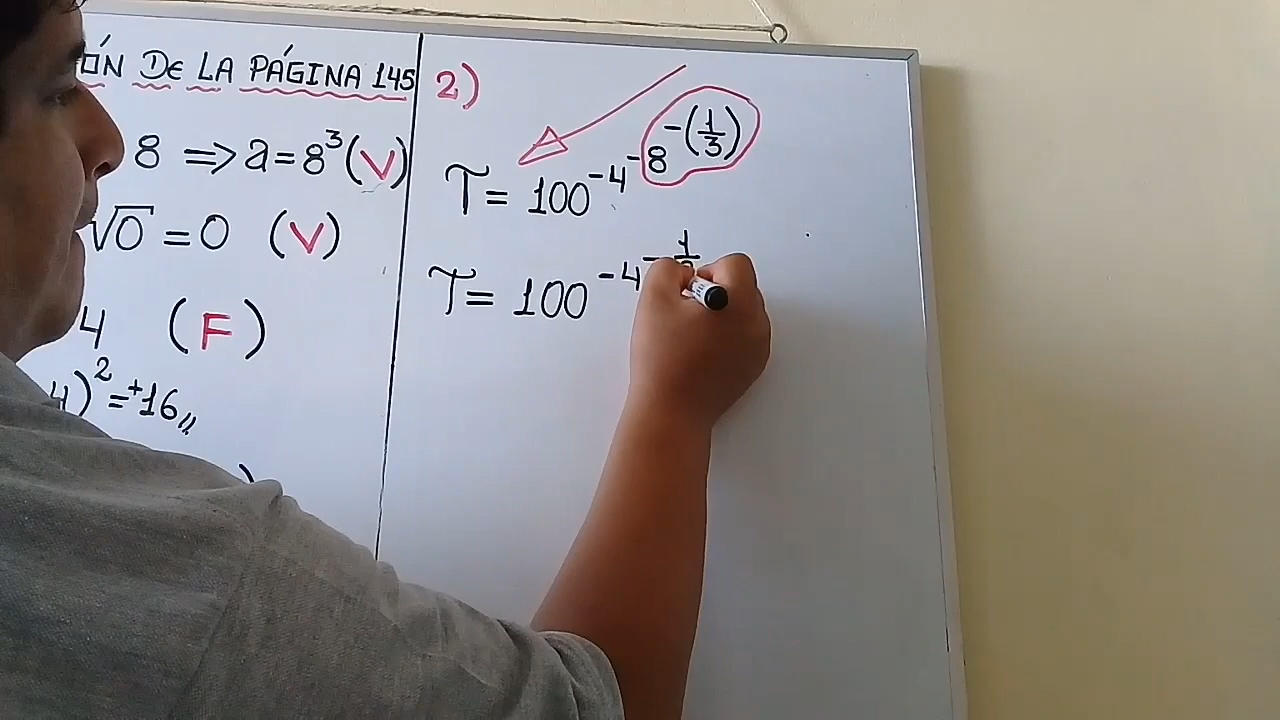 DE LA PÁGINA 145
8 ⇒ a = 8³ (V)
√0 = 0 (V)
4 (F)
4)² = +16,,
)
2)
T = 100^-4^-8^-(1/3)
T = 100^-4^-1